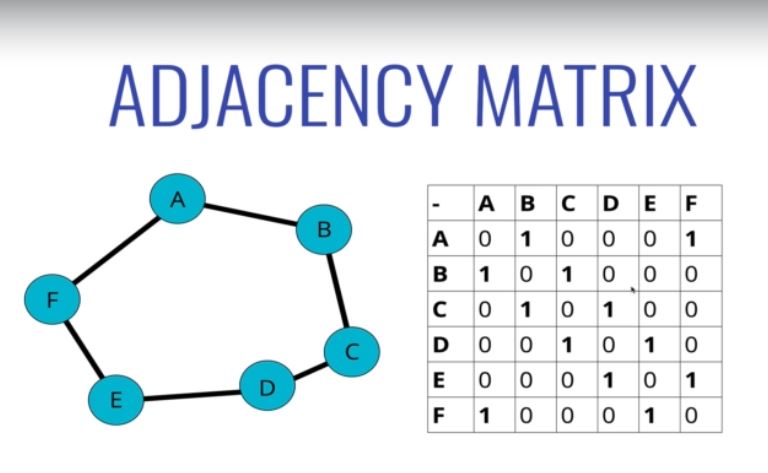 ADJACENCY MATRIX
A
B
F
C
D
E
- A B C D E F
A 0 1 0 0 0 1
B 1 0 1 0 0 0
C 0 1 0 1 0 0
D 0 0 1 0 1 0
E 0 0 0 1 0 1
F 1 0 0 0 1 0